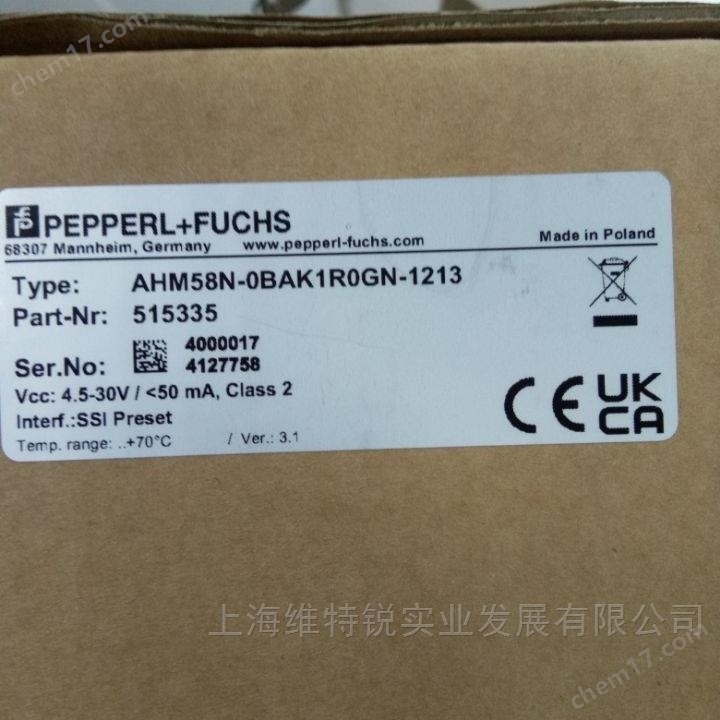 chem17.com
PEPPERL+FUCHS
68307 Mannheim, Germany www.pepperl-fuchs.com
Made in Poland
Type: AHM58N-0BAK1R0GN-1213
Part-Nr: 515335
4000017
Ser.No: 4127758
Vcc: 4.5-30V / <50 mA, Class 2
Interf.:SSI Preset
Temp. range: ..+70°C / Ver.: 3.1
CE UK
CA
上海维特锐实业发展有限公司
chem17.com